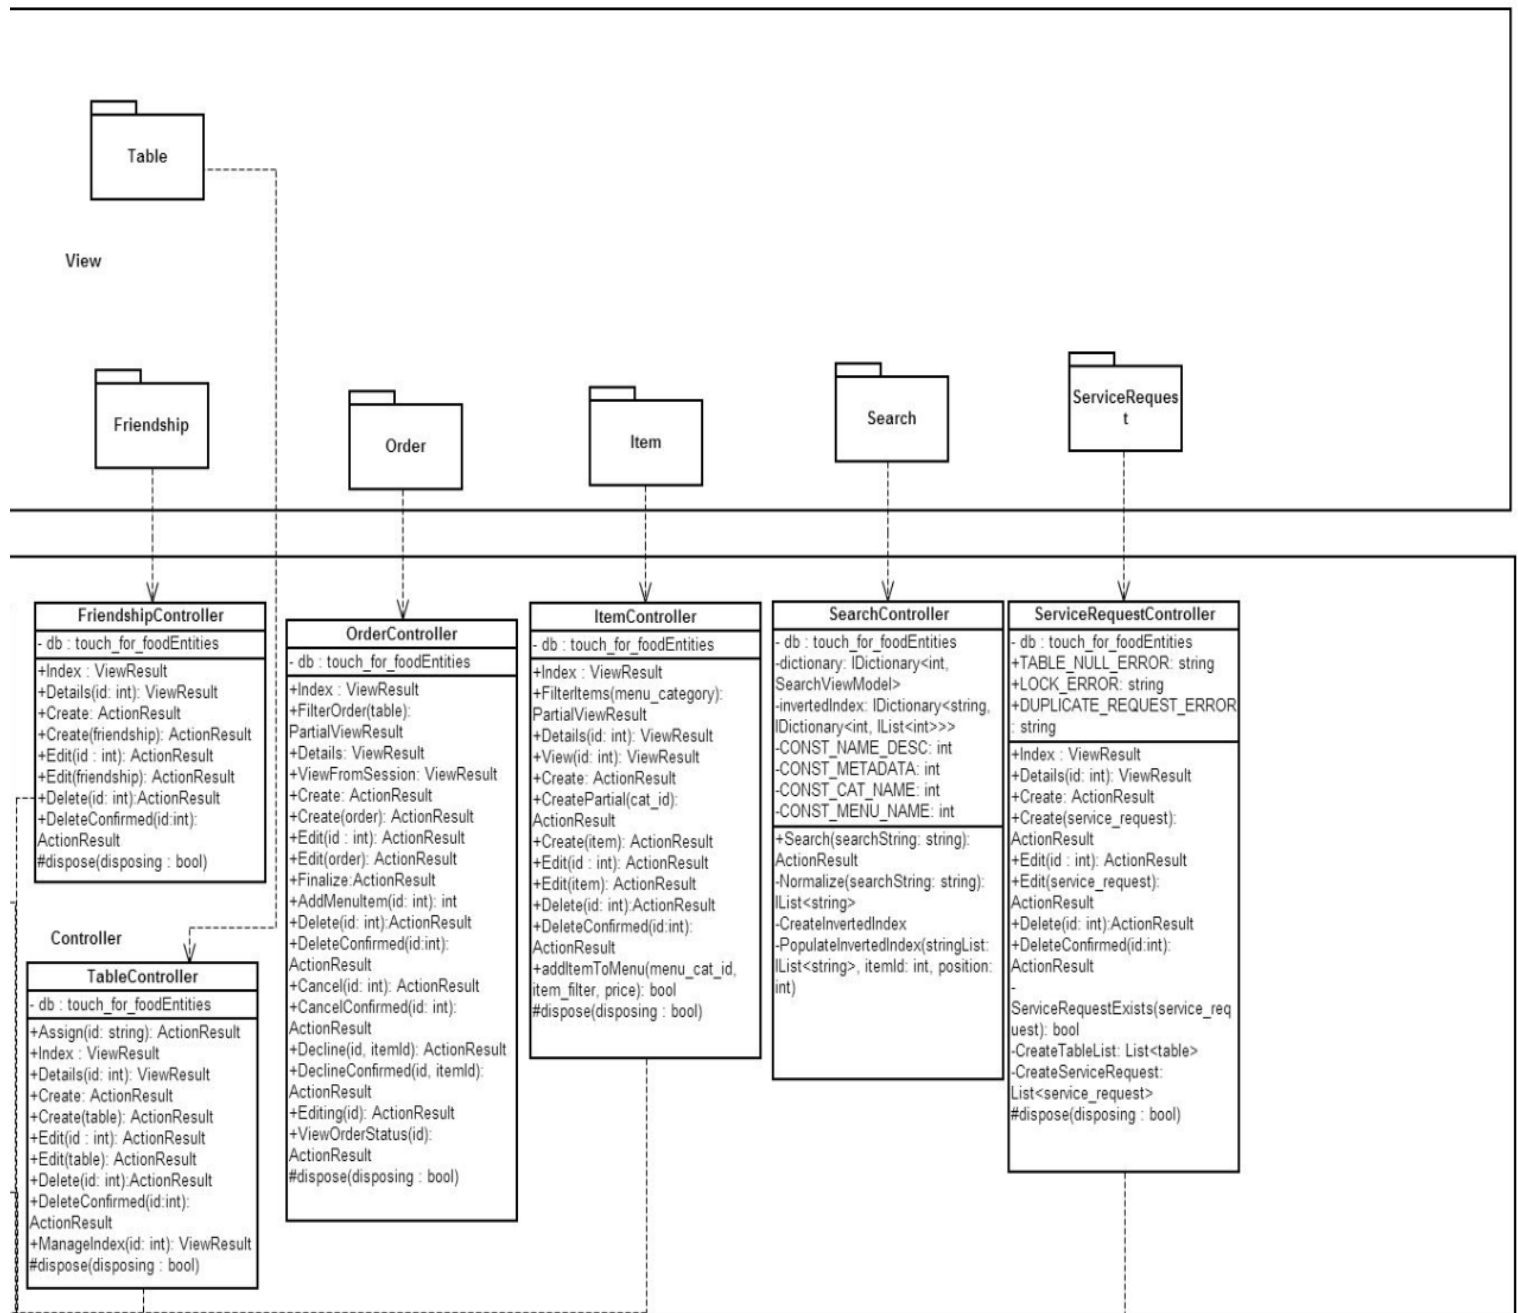 Table
View
Friendship
Order
Item
Search
ServiceReques
t
FriendshipController
- db : touch_for_foodEntities
+Index : ViewResult
+Details(id: int): ViewResult
+Create: ActionResult
+Create(friendship): ActionResult
+Edit(id : int): ActionResult
+Edit(friendship): ActionResult
+Delete(id: int):ActionResult
+DeleteConfirmed(id:int):
ActionResult
#dispose(disposing : bool)
Controller
TableController
- db : touch_for_foodEntities
+Assign(id: string): ActionResult
+Index : ViewResult
+Details(id: int): ViewResult
+Create: ActionResult
+Create(table): ActionResult
+Edit(id : int): ActionResult
+Edit(table): ActionResult
+Delete(id: int):ActionResult
+DeleteConfirmed(id:int):
ActionResult
+ManageIndex(id: int): ViewResult
#dispose(disposing : bool)
OrderController
- db : touch_for_foodEntities
+Index : ViewResult
+FilterOrder(table):
PartialViewResult
+Details: ViewResult
+ViewFromSession: ViewResult
+Create: ActionResult
+Create(order): ActionResult
+Edit(id : int): ActionResult
+Edit(order): ActionResult
+Finalize:ActionResult
+AddMenuItem(id: int): int
+Delete(id: int):ActionResult
+DeleteConfirmed(id:int):
ActionResult
+Cancel(id: int): ActionResult
+CancelConfirmed(id: int):
ActionResult
+Decline(id, itemId): ActionResult
+DeclineConfirmed(id, itemId):
ActionResult
+Editing(id): ActionResult
+ViewOrderStatus(id):
ActionResult
#dispose(disposing : bool)
ItemController
- db : touch_for_foodEntities
+Index : ViewResult
+FilterItems(menu_category):
PartialViewResult
+Details(id: int): ViewResult
+View(id: int): ViewResult
+Create: ActionResult
+CreatePartial(cat_id):
ActionResult
+Create(item): ActionResult
+Edit(id : int): ActionResult
+Edit(item): ActionResult
+Delete(id: int):ActionResult
+DeleteConfirmed(id:int):
ActionResult
+addItemToMenu(menu_cat_id,
item_filter, price): bool
#dispose(disposing : bool)
SearchController
- db : touch_for_foodEntities
-dictionary: IDictionary<int,
SearchViewModel>
-invertedIndex: IDictionary<string,
IDictionary<int, IList<int>>>
-CONST_NAME_DESC: int
-CONST_METADATA: int
-CONST_CAT_NAME: int
-CONST_MENU_NAME: int
+Search(searchString: string):
ActionResult
-Normalize(searchString: string):
IList<string>
-CreateInvertedIndex
-PopulateInvertedIndex(stringList:
IList<string>, itemId: int, position:
int)
ServiceRequestController
- db : touch_for_foodEntities
+TABLE_NULL_ERROR: string
+LOCK_ERROR: string
+DUPLICATE_REQUEST_ERROR
: string
+Index : ViewResult
+Details(id: int): ViewResult
+Create: ActionResult
+Create(service_request):
ActionResult
+Edit(id : int): ActionResult
+Edit(service_request):
ActionResult
+Delete(id: int):ActionResult
+DeleteConfirmed(id:int):
ActionResult
-
ServiceRequestExists(service_req
uest): bool
-CreateTableList: List<table>
-CreateServiceRequest:
List<service_request>
#dispose(disposing : bool)